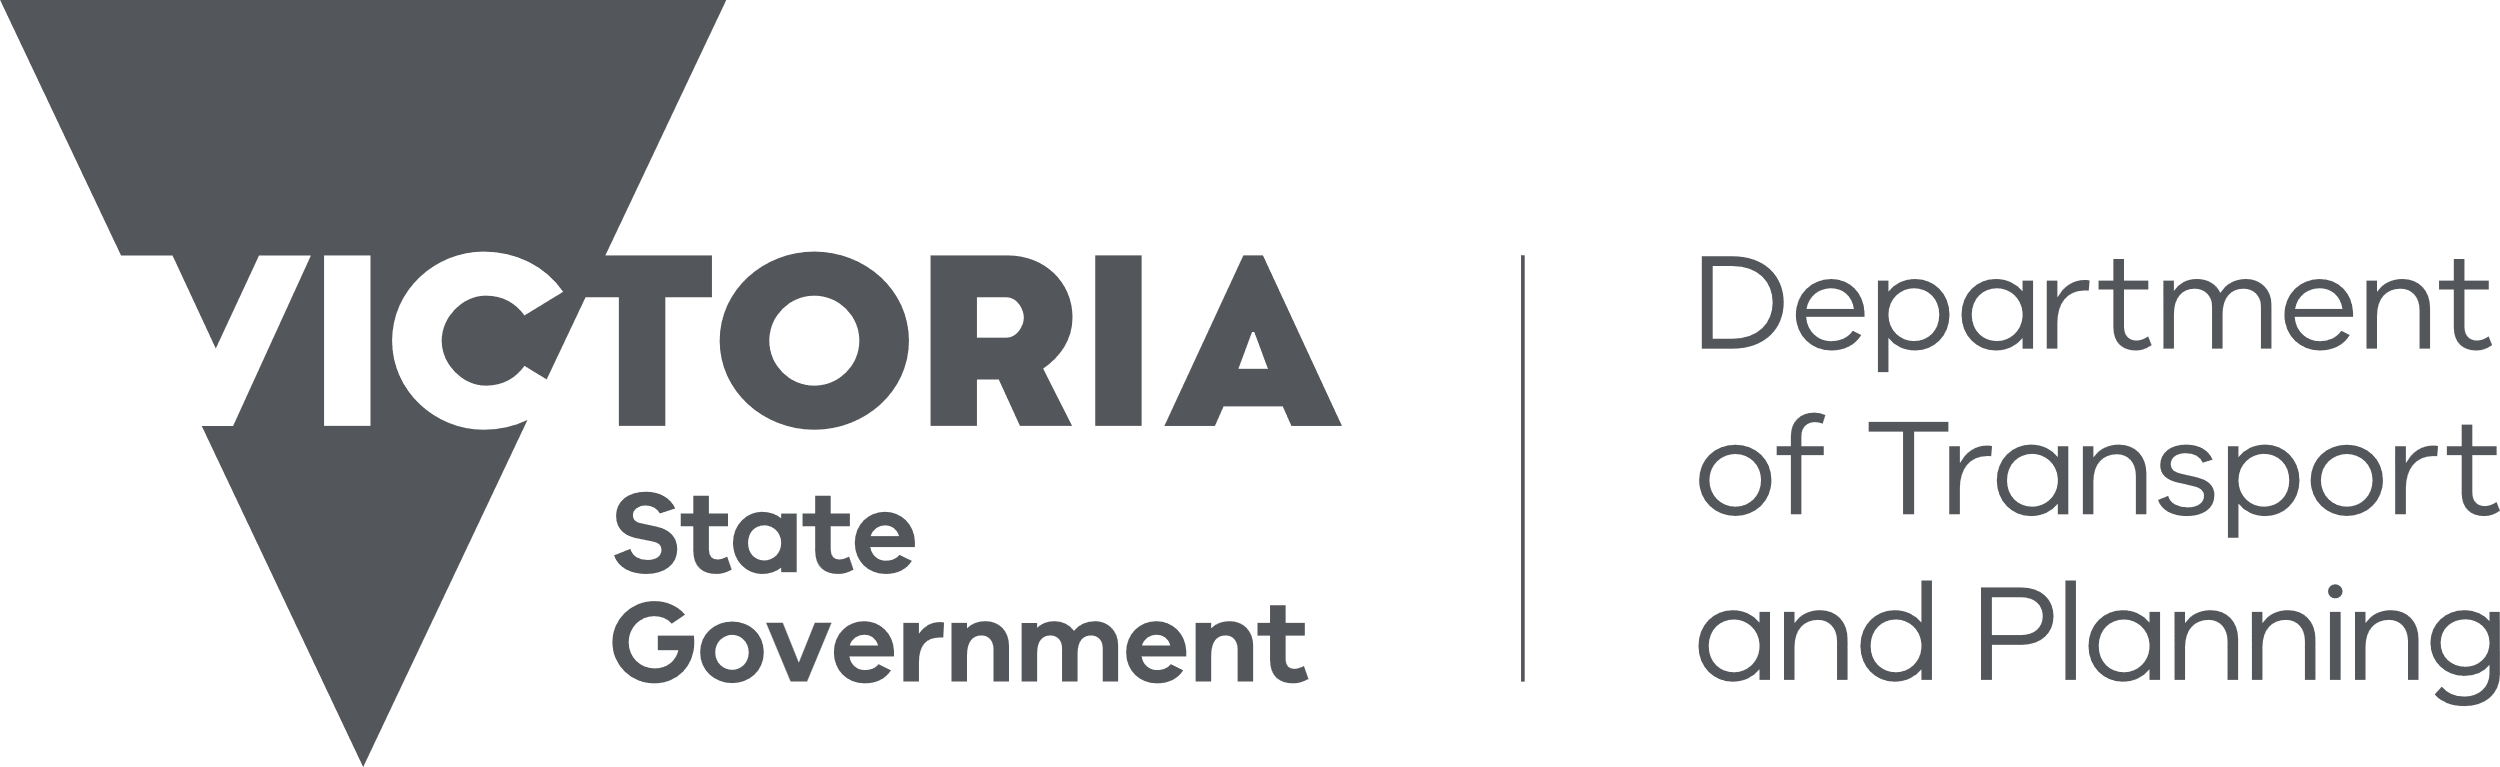 VICTORIA
State
Government
Department
of Transport
and Planning